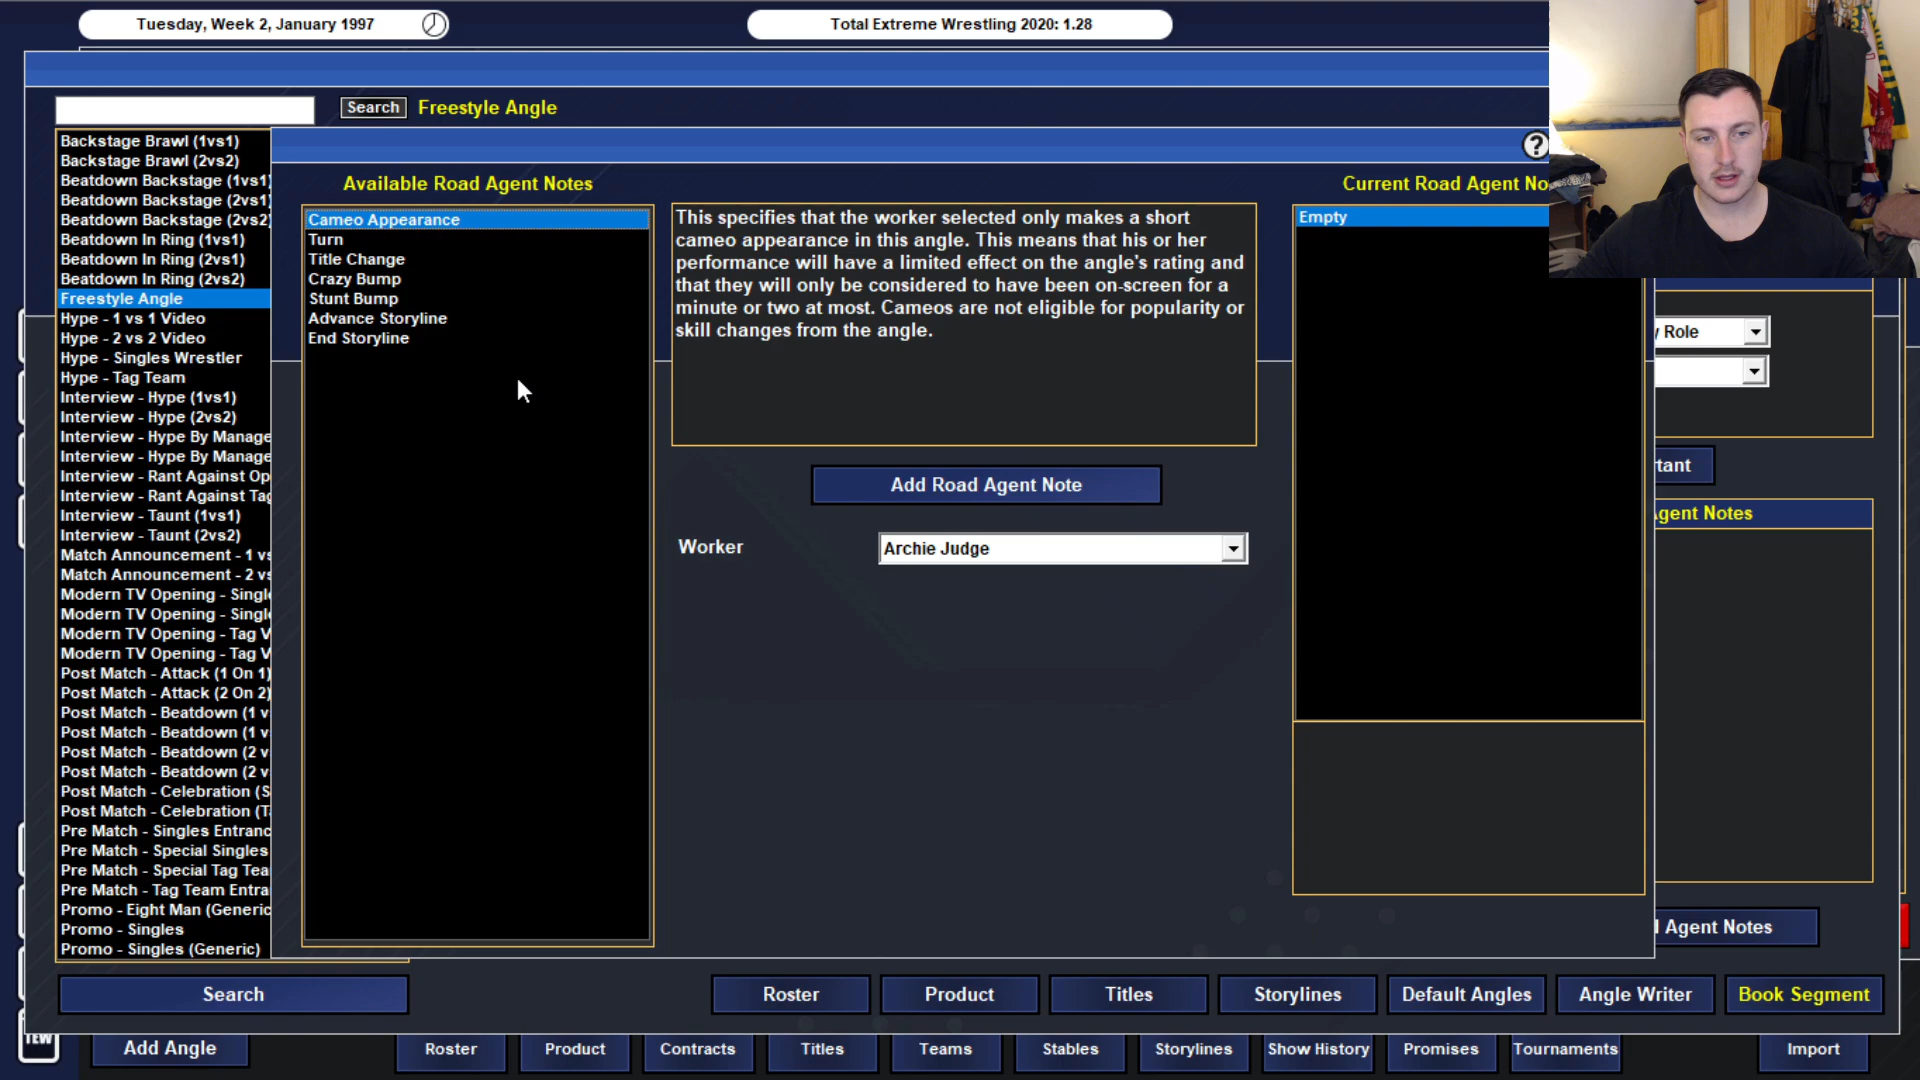 Tuesday, Week 2, January 1997
Total Extreme Wrestling 2020: 1.28
Search
Freestyle Angle
Backstage Brawl (1vs1)
Backstage Brawl (2vs2)
Beatdown Backstage (1vs1)
Beatdown Backstage (2vs1)
Beatdown Backstage (2vs2)
Beatdown In Ring (1vs1)
Beatdown In Ring (2vs1)
Beatdown In Ring (2vs2)
Freestyle Angle
Hype - 1 vs 1 Video
Hype - 2 vs 2 Video
Hype - Singles Wrestler
Hype - Tag Team
Interview - Hype (1vs1)
Interview - Hype (2vs2)
Interview - Hype By Manage
Interview - Hype By Manage
Interview - Rant Against Op
Interview - Rant Against Tag
Interview - Taunt (1vs1)
Interview - Taunt (2vs2)
Match Announcement - 1 vs
Match Announcement - 2 vs
Modern TV Opening - Singl
Modern TV Opening - Singl
Modern TV Opening - Tag V
Modern TV Opening - Tag V
Post Match - Attack (1 On 1)
Post Match - Attack (2 On 2)
Post Match - Beatdown (1 v
Post Match - Beatdown (1 v
Post Match - Beatdown (2 v
Post Match - Beatdown (2 v
Post Match - Celebration (S
Post Match - Celebration (T
Pre Match - Singles Entranc
Pre Match - Special Singles
Pre Match - Special Tag Tea
Pre Match - Tag Team Entra
Promo - Eight Man (Generic
Promo - Singles
Promo - Singles (Generic)
Search
Available Road Agent Notes
Cameo Appearance
Turn
Title Change
Crazy Bump
Stunt Bump
Advance Storyline
End Storyline
This specifies that the worker selected only makes a short
cameo appearance in this angle. This means that his or her
performance will have a limited effect on the angle's rating and
that they will only be considered to have been on-screen for a
minute or two at most. Cameos are not eligible for popularity or
skill changes from the angle.
Add Road Agent Note
Worker
Archie Judge
?
Current Road Agent No
Empty
Role
tant
gent Notes
Agent Notes
Roster
Product
Titles
Storylines
Default Angles
Angle Writer
Book Segment
TEW
Add Angle
Roster
Product
Contracts
Titles
Teams
Stables
Storylines
Show History
Promises
Tournaments
Import